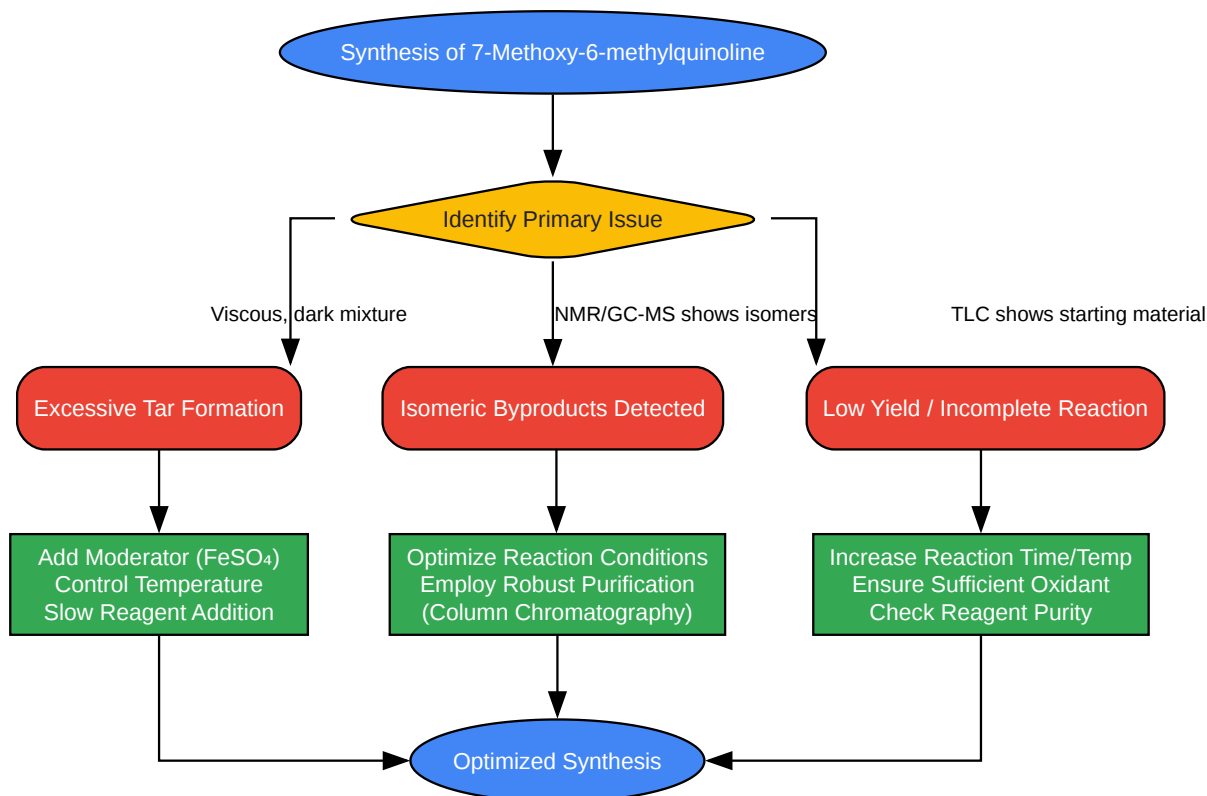 Synthesis of 7-Methoxy-6-methylquinoline
Identify Primary Issue
Viscous, dark mixture
NMR/GC-MS shows isomers
TLC shows starting material
Excessive Tar Formation
Isomeric Byproducts Detected
Low Yield / Incomplete Reaction
Add Moderator (FeSO₄)
Control Temperature
Slow Reagent Addition
Optimize Reaction Conditions
Employ Robust Purification
(Column Chromatography)
Increase Reaction Time/Temp
Ensure Sufficient Oxidant
Check Reagent Purity
Optimized Synthesis